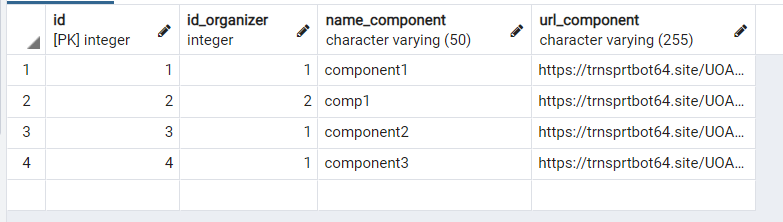 id id_organizer name_component url_component
[PK] integer integer character varying (50) character varying (255)
1 1 1 component1 https://trnsprtbot64.site/UOA...
2 2 2 comp1 https://trnsprtbot64.site/UOA...
3 3 1 component2 https://trnsprtbot64.site/UOA...
4 4 1 component3 https://trnsprtbot64.site/UOA...